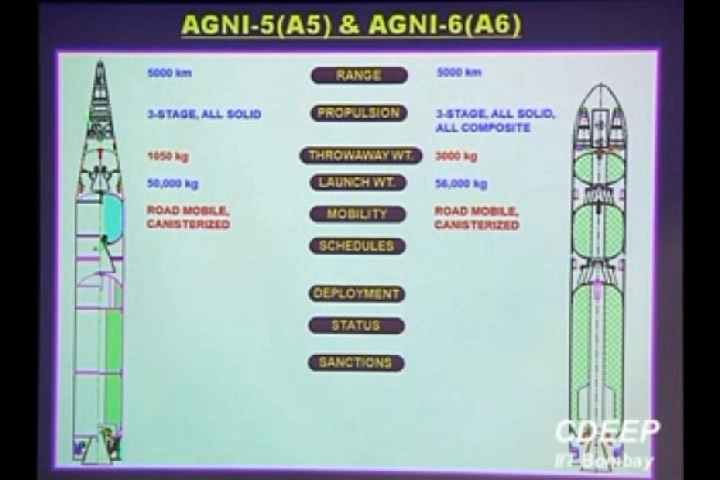 AGNI-5(A5) & AGNI-6(A6)
5000 km RANGE 5000 km
3-STAGE, ALL SOLID PROPULSION 3-STAGE, ALL SOLID,
ALL COMPOSITE
1050 kg THROWAWAY WT. 3000 kg
50,000 kg LAUNCH WT. 56,000 kg
ROAD MOBILE, MOBILITY ROAD MOBILE,
CANISTERIZED CANISTERIZED
SCHEDULES
DEPLOYMENT
STATUS
SANCTIONS
CDEEP
IIT Bombay